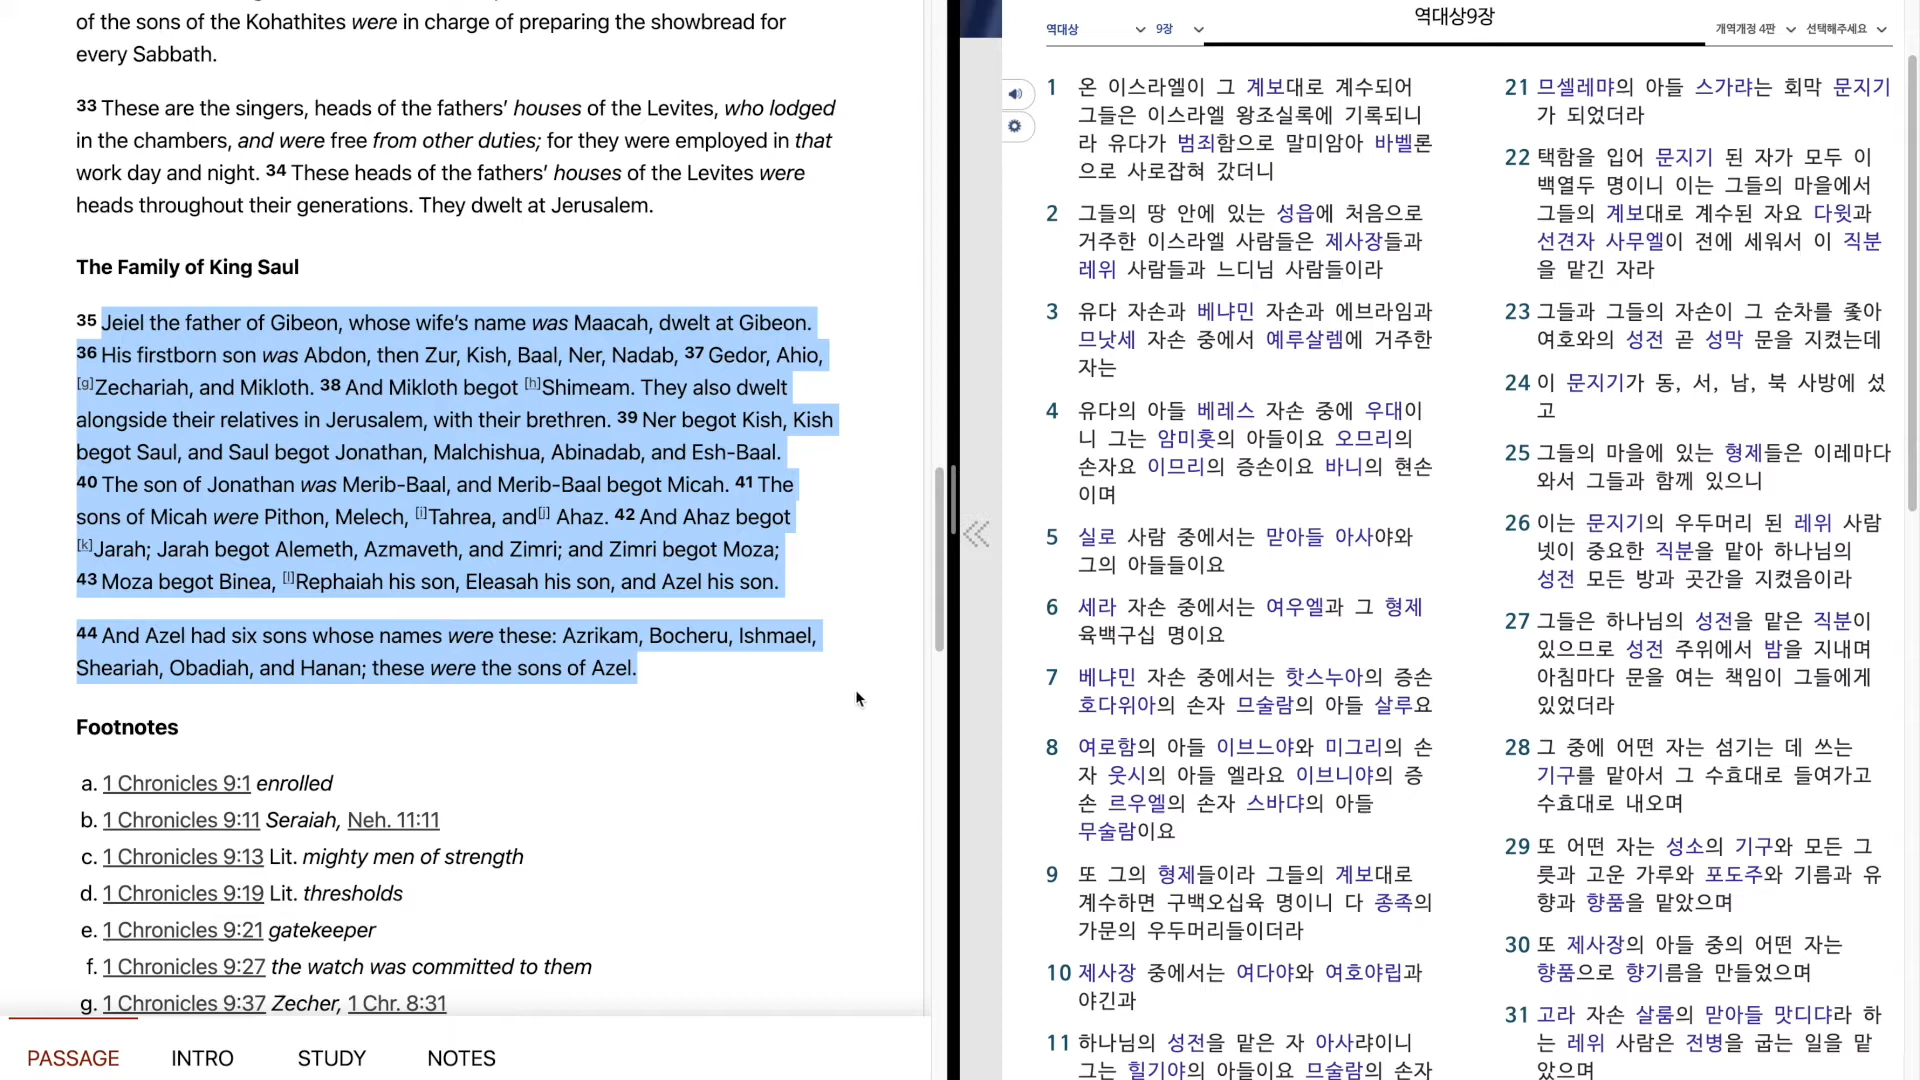 of the sons of the Kohathites were in charge of preparing the showbread for
every Sabbath.
33 These are the singers, heads of the fathers’ houses of the Levites, who lodged
in the chambers, and were free from other duties; for they were employed in that
work day and night. 34 These heads of the fathers’ houses of the Levites were
heads throughout their generations. They dwelt at Jerusalem.
The Family of King Saul
35 Jeiel the father of Gibeon, whose wife’s name was Maacah, dwelt at Gibeon.
36 His firstborn son was Abdon, then Zur, Kish, Baal, Ner, Nadab, 37 Gedor, Ahio,
[g]Zechariah, and Mikloth. 38 And Mikloth begot [h]Shimeam. They also dwelt
alongside their relatives in Jerusalem, with their brethren. 39 Ner begot Kish, Kish
begot Saul, and Saul begot Jonathan, Malchishua, Abinadab, and Esh-Baal.
40 The son of Jonathan was Merib-Baal, and Merib-Baal begot Micah. 41 The
sons of Micah were Pithon, Melech, [i]Tahrea, and[j] Ahaz. 42 And Ahaz begot
[k]Jarah; Jarah begot Alemeth, Azmaveth, and Zimri; and Zimri begot Moza;
43 Moza begot Binea, [l]Rephaiah his son, Eleasah his son, and Azel his son.
44 And Azel had six sons whose names were these: Azrikam, Bocheru, Ishmael,
Sheariah, Obadiah, and Hanan; these were the sons of Azel.
Footnotes
a. 1 Chronicles 9:1 enrolled
b. 1 Chronicles 9:11 Seraiah, Neh. 11:11
c. 1 Chronicles 9:13 Lit. mighty men of strength
d. 1 Chronicles 9:19 Lit. thresholds
e. 1 Chronicles 9:21 gatekeeper
f. 1 Chronicles 9:27 the watch was committed to them
g. 1 Chronicles 9:37 Zecher, 1 Chr. 8:31
PASSAGE INTRO STUDY NOTES
역대상 9장 역대상9장 개역개정 4판 선택해주세요
1 온 이스라엘이 그 계보대로 계수되어
그들은 이스라엘 왕조실록에 기록되니
라 유다가 범죄함으로 말미암아 바벨론
으로 사로잡혀 갔더니
2 그들의 땅 안에 있는 성읍에 처음으로
거주한 이스라엘 사람들은 제사장들과
레위 사람들과 느디님 사람들이라
3 유다 자손과 베냐민 자손과 에브라임과
므낫세 자손 중에서 예루살렘에 거주한
자는
4 유다의 아들 베레스 자손 중에 우대이
니 그는 암미훗의 아들이요 오므리의
손자요 이므리의 증손이요 바니의 현손
이며
5 실로 사람 중에서는 맏아들 아사야와
그의 아들들이요
6 세라 자손 중에서는 여우엘과 그 형제
육백구십 명이요
7 베냐민 자손 중에서는 핫스누아의 증손
호다위아의 손자 므술람의 아들 살루요
8 여로함의 아들 이브느야와 미그리의 손
자 웃시의 아들 엘라요 이브니야의 증
손 르우엘의 손자 스바댜의 아들
무술람이요
9 또 그의 형제들이라 그들의 계보대로
계수하면 구백오십육 명이니 다 종족의
가문의 우두머리들이더라
10 제사장 중에서는 여다야와 여호야립과
야긴과
11 하나님의 성전을 맡은 자 아사랴이니
그는 힐기야의 아들이요 므술람의 손자
21 므셀레먀의 아들 스가랴는 회막 문지기
가 되었더라
22 택함을 입어 문지기 된 자가 모두 이
백열두 명이니 이는 그들의 마을에서
그들의 계보대로 계수된 자요 다윗과
선견자 사무엘이 전에 세워서 이 직분
을 맡긴 자라
23 그들과 그들의 자손이 그 순차를 좇아
여호와의 성전 곧 성막 문을 지켰는데
24 이 문지기가 동, 서, 남, 북 사방에 섰
고
25 그들의 마을에 있는 형제들은 이레마다
와서 그들과 함께 있으니
26 이는 문지기의 우두머리 된 레위 사람
넷이 중요한 직분을 맡아 하나님의
성전 모든 방과 곳간을 지켰음이라
27 그들은 하나님의 성전을 맡은 직분이
있으므로 성전 주위에서 밤을 지내며
아침마다 문을 여는 책임이 그들에게
있었더라
28 그 중에 어떤 자는 섬기는 데 쓰는
기구를 맡아서 그 수효대로 들여가고
수효대로 내오며
29 또 어떤 자는 성소의 기구와 모든 그
릇과 고운 가루와 포도주와 기름과 유
향과 향품을 맡았으며
30 또 제사장의 아들 중의 어떤 자는
향품으로 향기름을 만들었으며
31 고라 자손 살룸의 맏아들 맛디댜라 하
는 레위 사람은 전병을 굽는 일을 맡
았으며